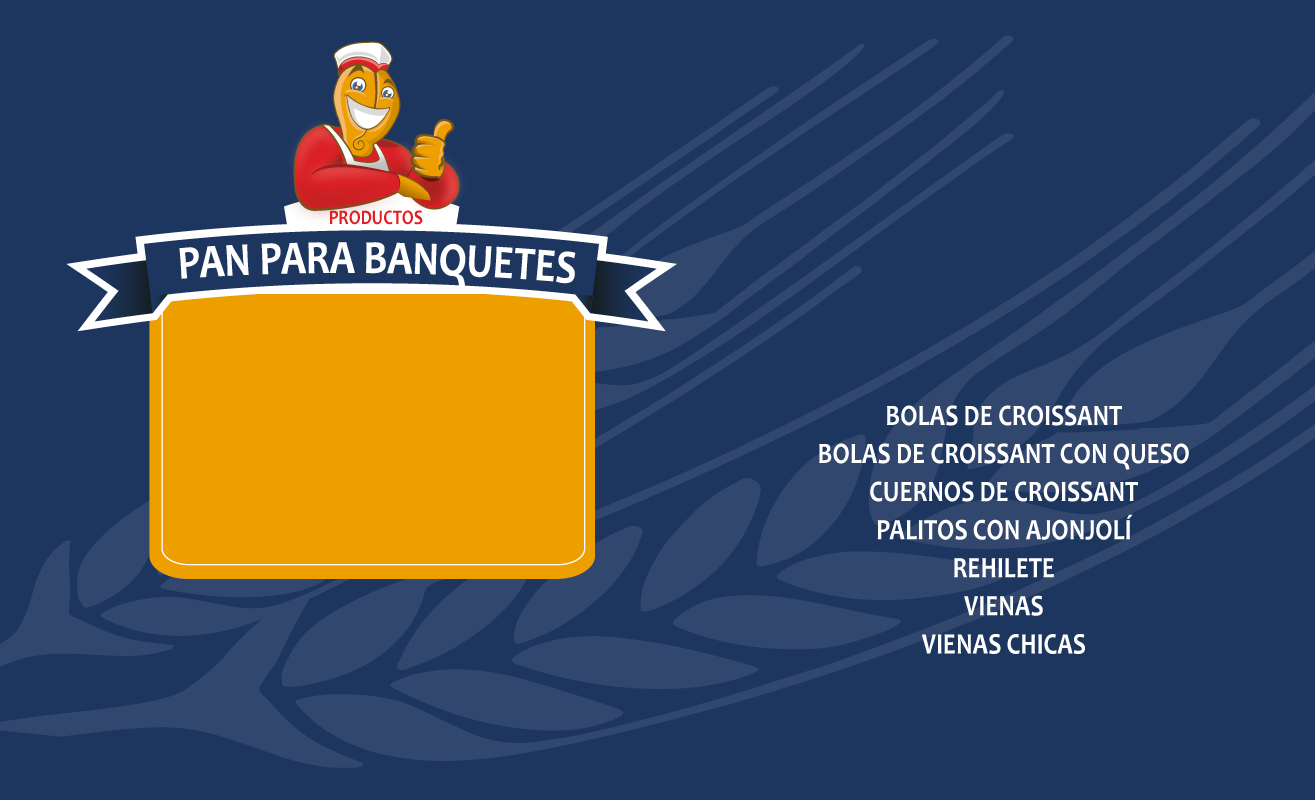 PRODUCTOS
PAN PARA BANQUETES
BOLAS DE CROISSANT
BOLAS DE CROISSANT CON QUESO
CUERNOS DE CROISSANT
PALITOS CON AJONJOLÍ
REHILETE
VIENAS
VIENAS CHICAS